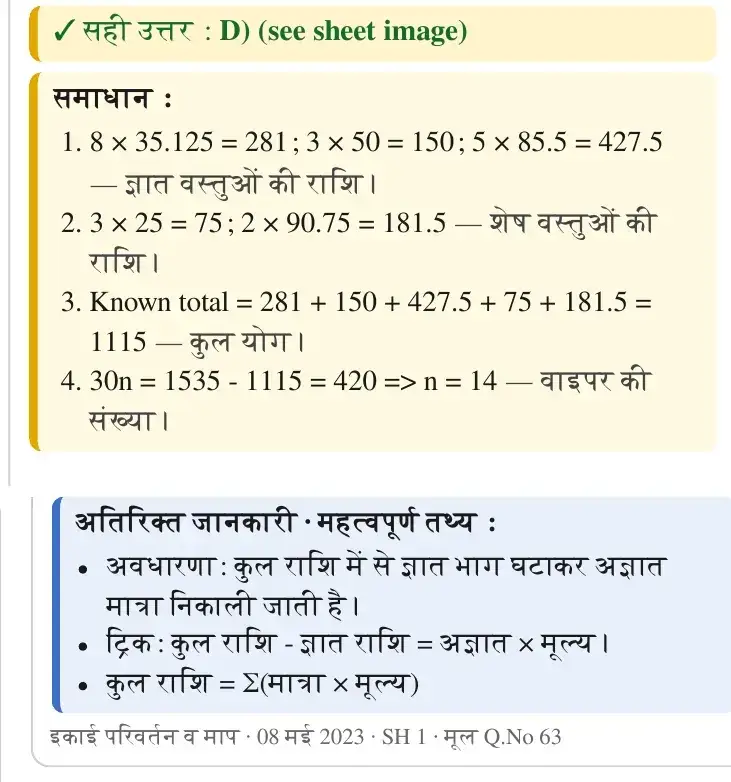 ✓ सही उत्तर : D) (see sheet image)
समाधान :
1. 8 × 35.125 = 281 ; 3 × 50 = 150 ; 5 × 85.5 = 427.5
— ज्ञात वस्तुओं की राशि।
2. 3 × 25 = 75 ; 2 × 90.75 = 181.5 — शेष वस्तुओं की
राशि।
3. Known total = 281 + 150 + 427.5 + 75 + 181.5 =
1115 — कुल योग।
4. 30n = 1535 - 1115 = 420 => n = 14 — वाइपर की
संख्या।
अतिरिक्त जानकारी · महत्वपूर्ण तथ्य :
• अवधारणा : कुल राशि में से ज्ञात भाग घटाकर अज्ञात
मात्रा निकाली जाती है।
• ट्रिक : कुल राशि - ज्ञात राशि = अज्ञात × मूल्य।
• कुल राशि = Σ(मात्रा × मूल्य)
इकाई परिवर्तन व माप · 08 मई 2023 · SH 1 · मूल Q.No 63